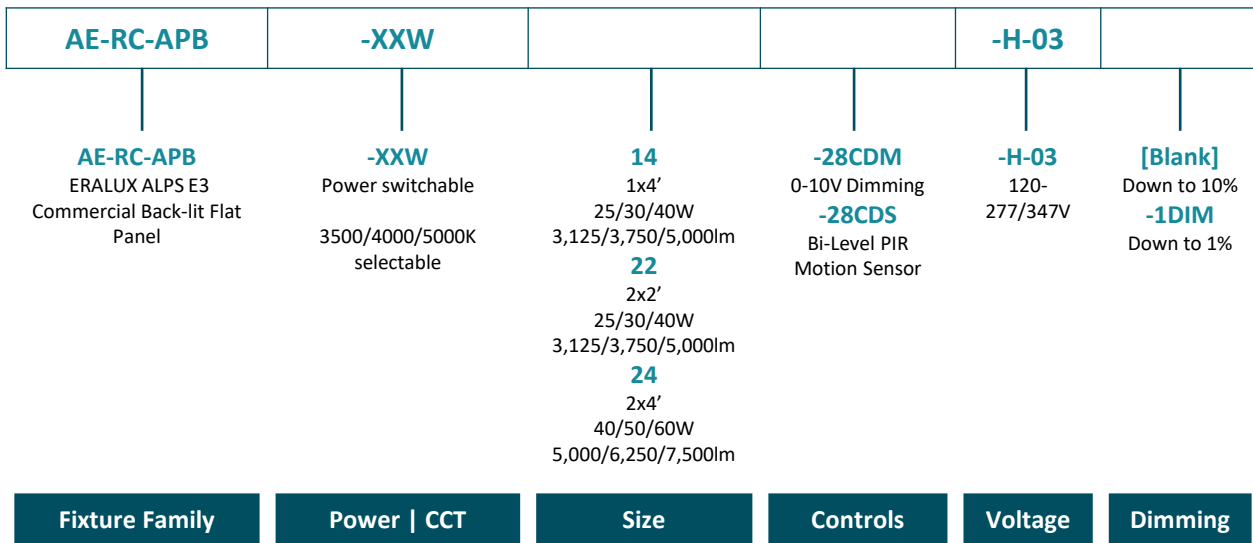 AE-RC-APB -XXW -H-03
AE-RC-APB
ERALUX ALPS E3
Commercial Back-lit Flat
Panel
-XXW
Power switchable
3500/4000/5000K
selectable
14
1x4’
25/30/40W
3,125/3,750/5,000lm
22
2x2’
25/30/40W
3,125/3,750/5,000lm
24
2x4’
40/50/60W
5,000/6,250/7,500lm
-28CDM
0-10V Dimming
-28CDS
Bi-Level PIR
Motion Sensor
-H-03
120-
277/347V
[Blank]
Down to 10%
-1DIM
Down to 1%
Fixture Family Power | CCT Size Controls Voltage Dimming